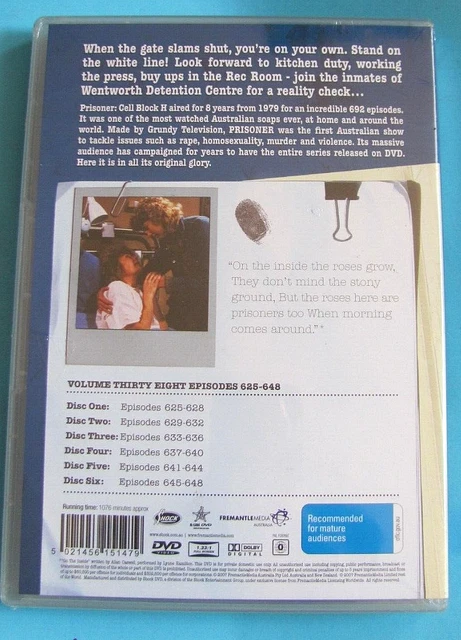 When the gate slams shut, you're on your own. Stand on
the white line! Look forward to kitchen duty, working
the press, buy ups in the Rec Room - join the inmates of
Wentworth Detention Centre for a reality check...
Prisoner: Cell Block H aired for 8 years from 1979 for an incredible 692 episodes.
It was one of the most watched Australian soaps ever, at home and around the
world. Made by Grundy Television, PRISONER was the first Australian show
to tackle issues such as rape, homosexuality, murder and violence. Its massive
audience has campaigned for years to have the entire series released on DVD.
Here it is in all its original glory.
"On the inside the roses grow,
They don't mind the stony
ground, But the roses here are
prisoners too When morning
comes around."*
VOLUME THIRTY EIGHT EPISODES 625-648
Disc One: Episodes 625-628
Disc Two: Episodes 629-632
Disc Three: Episodes 633-636
Disc Four: Episodes 637-640
Disc Five: Episodes 641-644
Disc Six: Episodes 645-648
Running time: 1076 minutes approx
SHOCK
FREMANTLEMEDIA
AUSTRALIA
Recommended
for mature
audiences
5 021456 151479
DVD
VIDEO
1.33:1
DOLBY
DIGITAL
0